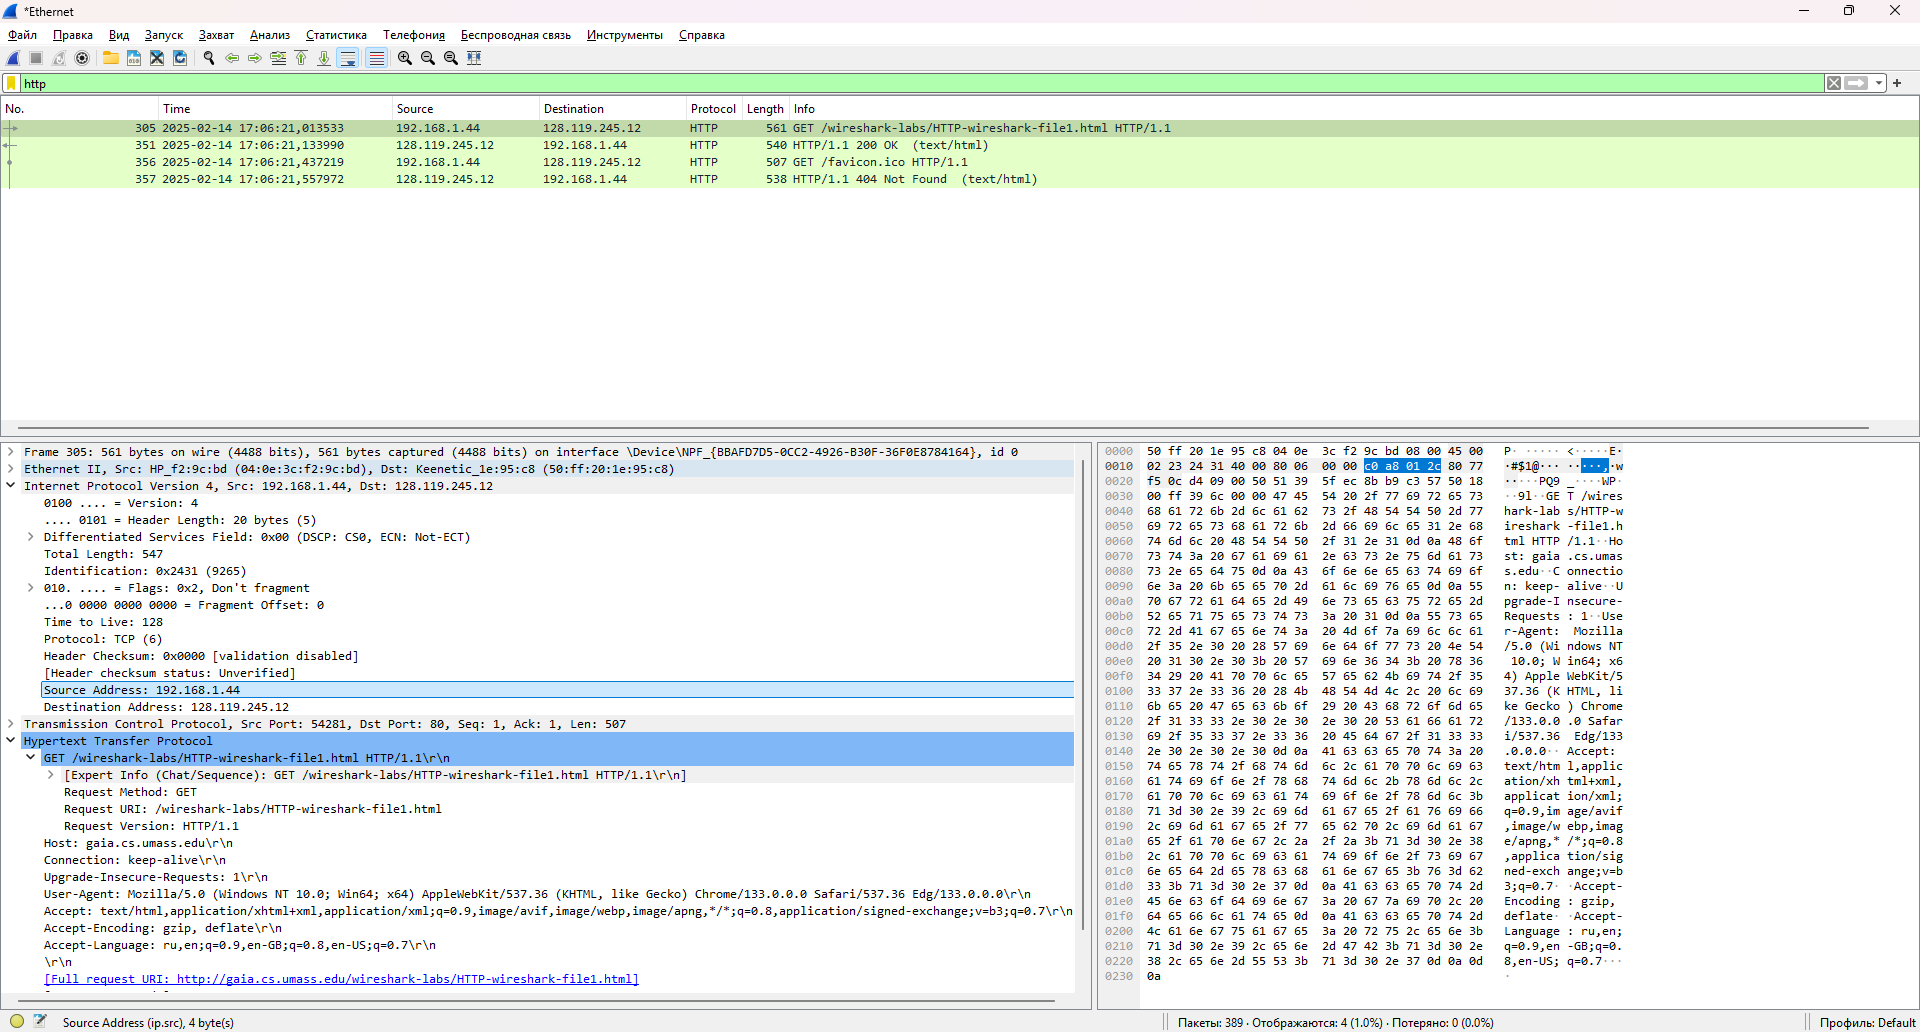 *Ethernet
Файл Правка Вид Запуск Захват Анализ Статистика Телефония Беспроводная связь Инструменты Справка
http
No. Time Source Destination Protocol Length Info
305 2025-02-14 17:06:21,013533 192.168.1.44 128.119.245.12 HTTP 561 GET /wireshark-labs/HTTP-wireshark-file1.html HTTP/1.1
351 2025-02-14 17:06:21,133990 128.119.245.12 192.168.1.44 HTTP 540 HTTP/1.1 200 OK (text/html)
356 2025-02-14 17:06:21,437219 192.168.1.44 128.119.245.12 HTTP 507 GET /favicon.ico HTTP/1.1
357 2025-02-14 17:06:21,557972 128.119.245.12 192.168.1.44 HTTP 538 HTTP/1.1 404 Not Found (text/html)
Frame 305: 561 bytes on wire (4488 bits), 561 bytes captured (4488 bits) on interface \Device\NPF_{BBAFD7D5-0CC2-4926-B30F-36F0E8784164}, id 0
Ethernet II, Src: HP_f2:9c:bd (04:0e:3c:f2:9c:bd), Dst: Keenetic_1e:95:c8 (50:ff:20:1e:95:c8)
Internet Protocol Version 4, Src: 192.168.1.44, Dst: 128.119.245.12
0100 .... = Version: 4
.... 0101 = Header Length: 20 bytes (5)
Differentiated Services Field: 0x00 (DSCP: CS0, ECN: Not-ECT)
Total Length: 547
Identification: 0x2431 (9265)
010. .... = Flags: 0x2, Don't fragment
...0 0000 0000 0000 = Fragment Offset: 0
Time to Live: 128
Protocol: TCP (6)
Header Checksum: 0x0000 [validation disabled]
[Header checksum status: Unverified]
Source Address: 192.168.1.44
Destination Address: 128.119.245.12
Transmission Control Protocol, Src Port: 54281, Dst Port: 80, Seq: 1, Ack: 1, Len: 507
Hypertext Transfer Protocol
GET /wireshark-labs/HTTP-wireshark-file1.html HTTP/1.1\r\n
[Expert Info (Chat/Sequence): GET /wireshark-labs/HTTP-wireshark-file1.html HTTP/1.1\r\n]
Request Method: GET
Request URI: /wireshark-labs/HTTP-wireshark-file1.html
Request Version: HTTP/1.1
Host: gaia.cs.umass.edu\r\n
Connection: keep-alive\r\n
Upgrade-Insecure-Requests: 1\r\n
User-Agent: Mozilla/5.0 (Windows NT 10.0; Win64; x64) AppleWebKit/537.36 (KHTML, like Gecko) Chrome/133.0.0.0 Safari/537.36 Edg/133.0.0.0\r\n
Accept: text/html,application/xhtml+xml,application/xml;q=0.9,image/avif,image/webp,image/apng,*/*;q=0.8,application/signed-exchange;v=b3;q=0.7\r\n
Accept-Encoding: gzip, deflate\r\n
Accept-Language: ru,en;q=0.9,en-GB;q=0.8,en-US;q=0.7\r\n
\r\n
[Full request URI: http://gaia.cs.umass.edu/wireshark-labs/HTTP-wireshark-file1.html]
0000 50 ff 20 1e 95 c8 04 0e 3c f2 9c bd 08 00 45 00 P· ····· <·····E·
0010 02 23 24 31 40 00 80 06 00 00 c0 a8 01 2c 80 77 ·#$1@··· ·····,·w
0020 f5 0c d4 09 00 50 51 39 5f ec 8b b9 c3 57 50 18 ·····PQ9 _····WP·
0030 00 ff 39 6c 00 00 47 45 54 20 2f 77 69 72 65 73 ··9l··GE T /wires
0040 68 61 72 6b 2d 6c 61 62 73 2f 48 54 54 50 2d 77 hark-lab s/HTTP-w
0050 69 72 65 73 68 61 72 6b 2d 66 69 6c 65 31 2e 68 ireshark -file1.h
0060 74 6d 6c 20 48 54 54 50 2f 31 2e 31 0d 0a 48 6f tml HTTP /1.1··Ho
0070 73 74 3a 20 67 61 69 61 2e 63 73 2e 75 6d 61 73 st: gaia .cs.umas
0080 73 2e 65 64 75 0d 0a 43 6f 6e 6e 65 63 74 69 6f s.edu··C onnectio
0090 6e 3a 20 6b 65 65 70 2d 61 6c 69 76 65 0d 0a 55 n: keep- alive··U
00a0 70 67 72 61 64 65 2d 49 6e 73 65 63 75 72 65 2d pgrade-I nsecure-
00b0 52 65 71 75 65 73 74 73 3a 20 31 0d 0a 55 73 65 Requests : 1··Use
00c0 72 2d 41 67 65 6e 74 3a 20 4d 6f 7a 69 6c 6c 61 r-Agent: Mozilla
00d0 2f 35 2e 30 20 28 57 69 6e 64 6f 77 73 20 4e 54 /5.0 (Wi ndows NT
00e0 20 31 30 2e 30 3b 20 57 69 6e 36 34 3b 20 78 36 10.0; W in64; x6
00f0 34 29 20 41 70 70 6c 65 57 65 62 4b 69 74 2f 35 4) Apple WebKit/5
0100 33 37 2e 33 36 20 28 4b 48 54 4d 4c 2c 20 6c 69 37.36 (K HTML, li
0110 6b 65 20 47 65 63 6b 6f 29 20 43 68 72 6f 6d 65 ke Gecko ) Chrome
0120 2f 31 33 33 2e 30 2e 30 2e 30 20 53 61 66 61 72 /133.0.0 .0 Safar
0130 69 2f 35 33 37 2e 33 36 20 45 64 67 2f 31 33 33 i/537.36 Edg/133
0140 2e 30 2e 30 2e 30 0d 0a 41 63 63 65 70 74 3a 20 .0.0.0·· Accept:
0150 74 65 78 74 2f 68 74 6d 6c 2c 61 70 70 6c 69 63 text/htm l,applic
0160 61 74 69 6f 6e 2f 78 68 74 6d 6c 2b 78 6d 6c 2c ation/xh tml+xml,
0170 61 70 70 6c 69 63 61 74 69 6f 6e 2f 78 6d 6c 3b applicat ion/xml;
0180 71 3d 30 2e 39 2c 69 6d 61 67 65 2f 61 76 69 66 q=0.9,im age/avif
0190 2c 69 6d 61 67 65 2f 77 65 62 70 2c 69 6d 61 67 ,image/w ebp,imag
01a0 65 2f 61 70 6e 67 2c 2a 2f 2a 3b 71 3d 30 2e 38 e/apng,* /*;q=0.8
01b0 2c 61 70 70 6c 69 63 61 74 69 6f 6e 2f 73 69 67 ,applica tion/sig
01c0 6e 65 64 2d 65 78 63 68 61 6e 67 65 3b 76 3d 62 ned-exch ange;v=b
01d0 33 3b 71 3d 30 2e 37 0d 0a 41 63 63 65 70 74 2d 3;q=0.7· ·Accept-
01e0 45 6e 63 6f 64 69 6e 67 3a 20 67 7a 69 70 2c 20 Encoding : gzip,
01f0 64 65 66 6c 61 74 65 0d 0a 41 63 63 65 70 74 2d deflate· ·Accept-
0200 4c 61 6e 67 75 61 67 65 3a 20 72 75 2c 65 6e 3b Language : ru,en;
0210 71 3d 30 2e 39 2c 65 6e 2d 47 42 3b 71 3d 30 2e q=0.9,en -GB;q=0.
0220 38 2c 65 6e 2d 55 53 3b 71 3d 30 2e 37 0d 0a 0d 8,en-US; q=0.7···
0230 0a ·
Source Address (ip.src), 4 byte(s)
Пакеты: 389 · Отображаются: 4 (1.0%) · Потеряно: 0 (0.0%)
Профиль: Default